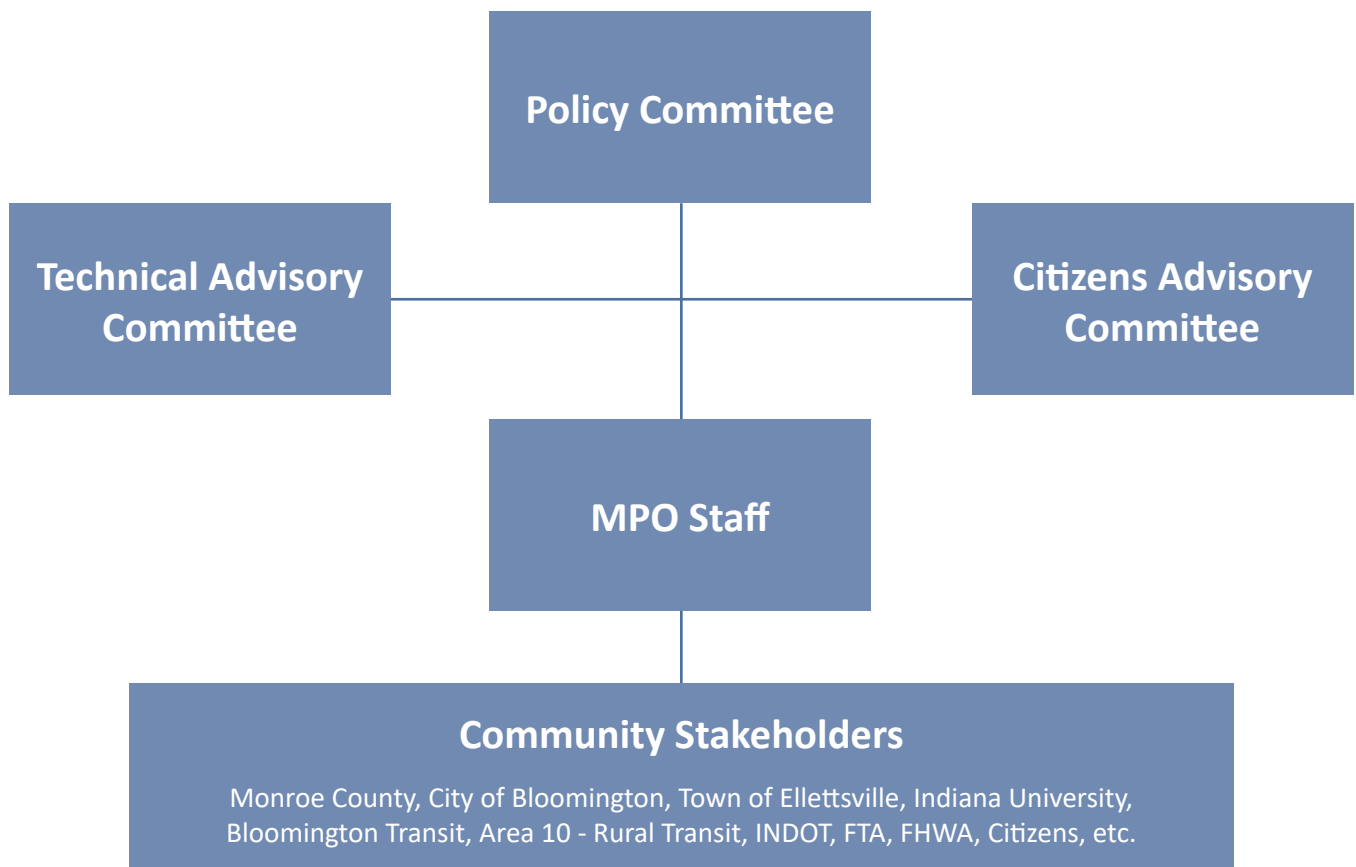 Policy Committee
Technical Advisory
Committee
Citizens Advisory
Committee
MPO Staff
Community Stakeholders
Monroe County, City of Bloomington, Town of Ellettsville, Indiana University,
Bloomington Transit, Area 10 - Rural Transit, INDOT, FTA, FHWA, Citizens, etc.